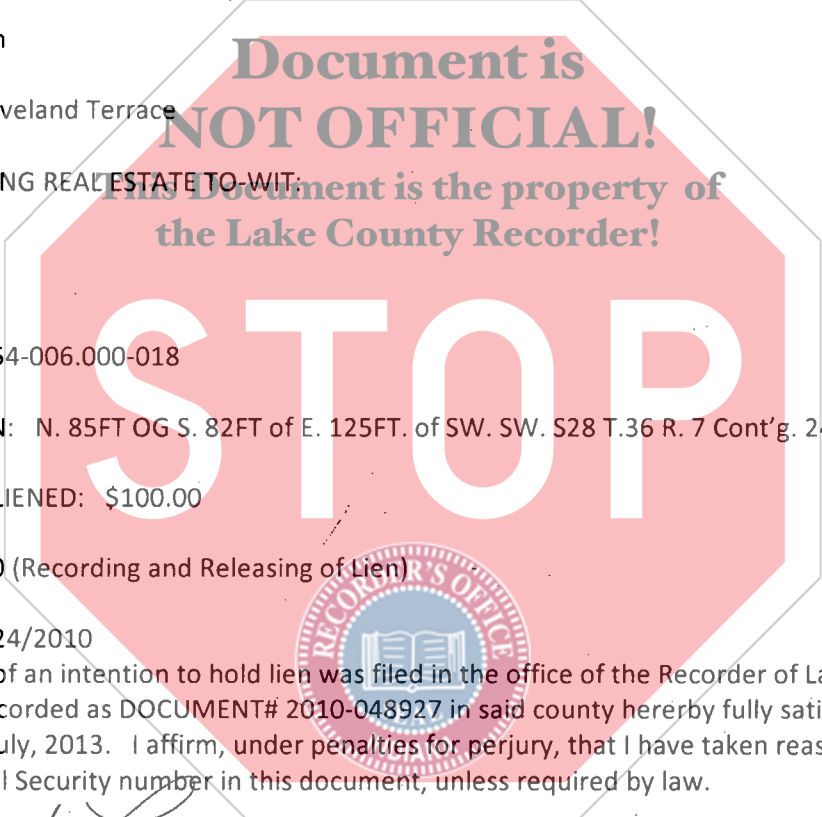 Document is
NOT OFFICIAL!
This Document is the property of
the Lake County Recorder!
STOP
veland Terrace
NG REAL ESTATE TO-WIT:
4-006.000-018
N: N. 85FT OG S. 82FT of E. 125FT. of SW. SW. S28 T.36 R. 7 Cont'g. 24
LIENED: $100.00
(Recording and Releasing of Lien)
24/2010
of an intention to hold lien was filed in the office of the Recorder of La
corded as DOCUMENT# 2010-048927 in said county hererby fully sati
uly, 2013. I affirm, under penalties for perjury, that I have taken reas
l Security number in this document, unless required by law.
RECORDER'S OFFICE